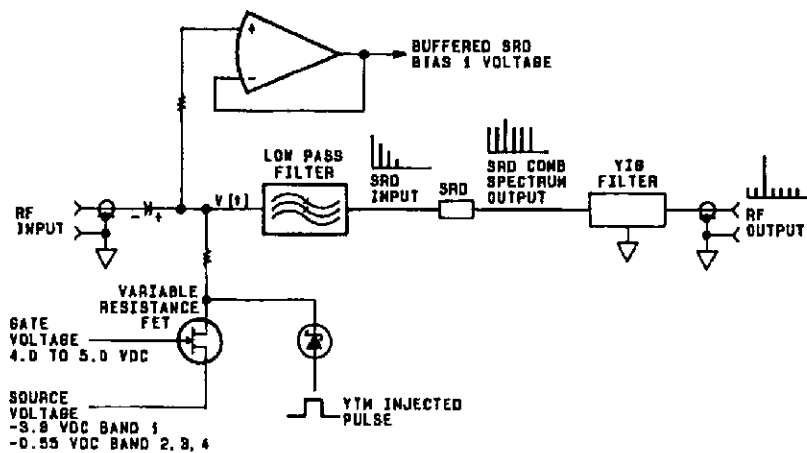 BUFFERED SRD
BIAS 1 VOLTAGE
+
-
LOW PASS
FILTER
SRD
INPUT
SRD
SRD COMB
SPECTRUM
OUTPUT
YIG
FILTER
RF
INPUT
- +
V [t]
RF
OUTPUT
VARIABLE
RESISTANCE
FET
GATE
VOLTAGE
4.0 TO 5.0 VDC
SOURCE
VOLTAGE
-3.8 VDC BAND 1
-0.55 VDC BAND 2, 3, 4
YTM INJECTED
PULSE